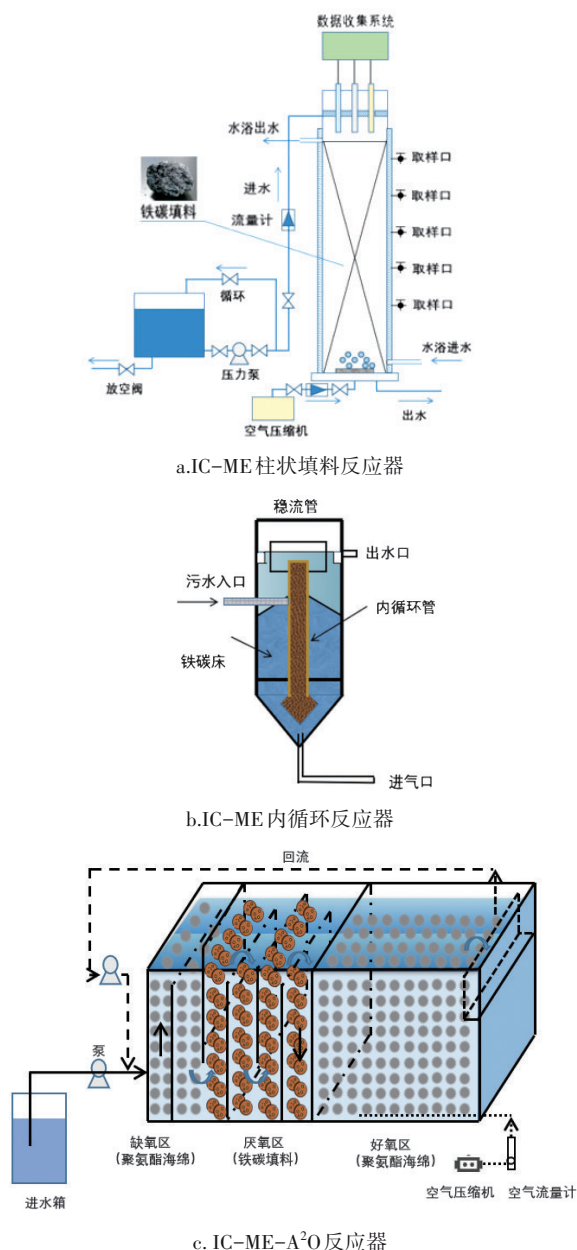 数据收集系统
水浴出水
取样口
进水
取样口
铁碳填料
流量计
取样口
取样口
循环
取样口
水浴进水
放空阀
压力泵
空气压缩机
出水
a.IC-ME柱状填料反应器
稳流管
出水口
污水入口
内循环管
铁碳床
进气口
b.IC-ME内循环反应器
回流
泵
缺氧区
(聚氨酯海绵)
厌氧区
(铁碳填料)
好氧区
(聚氨酯海绵)
进水箱
空气压缩机
空气流量计
c. IC-ME-A²O反应器